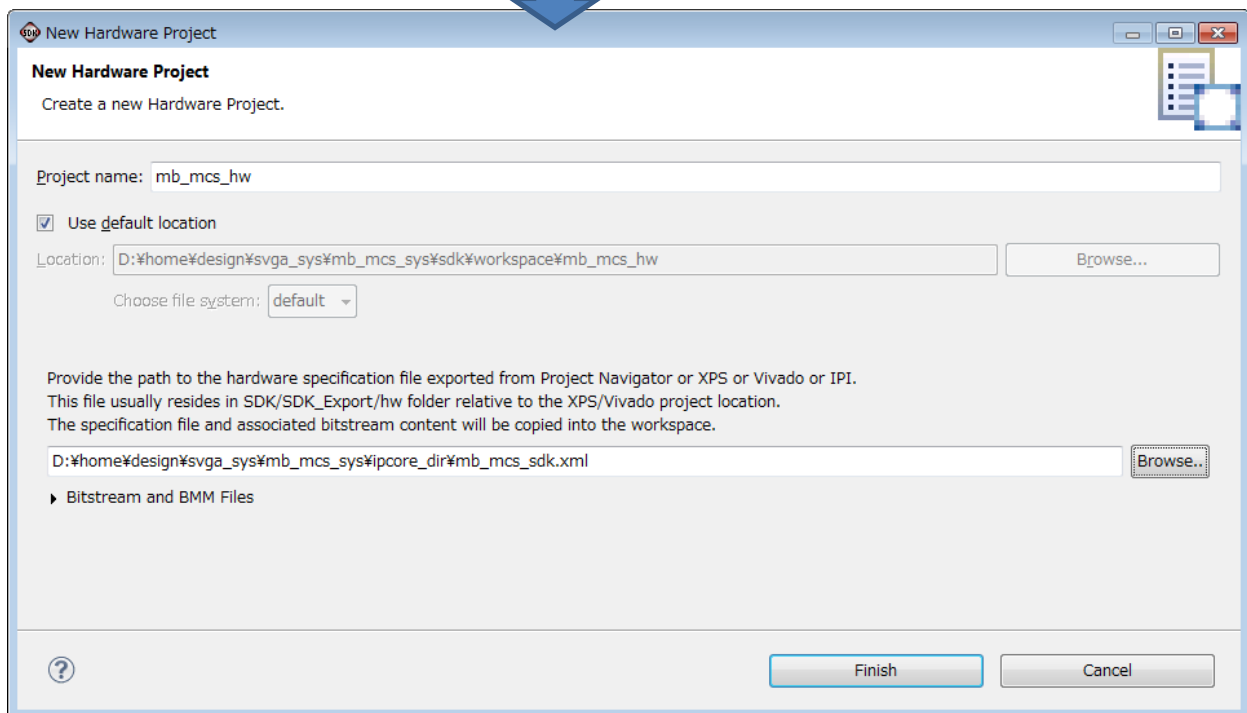 SDK New Hardware Project
New Hardware Project
Create a new Hardware Project.
Project name: mb_mcs_hw
Use default location
Location: D:¥home¥design¥svga_sys¥mb_mcs_sys¥sdk¥workspace¥mb_mcs_hw Browse...
Choose file system: default
Provide the path to the hardware specification file exported from Project Navigator or XPS or Vivado or IPI.
This file usually resides in SDK/SDK_Export/hw folder relative to the XPS/Vivado project location.
The specification file and associated bitstream content will be copied into the workspace.
D:¥home¥design¥svga_sys¥mb_mcs_sys¥ipcore_dir¥mb_mcs_sdk.xml Browse..
Bitstream and BMM Files
? Finish Cancel